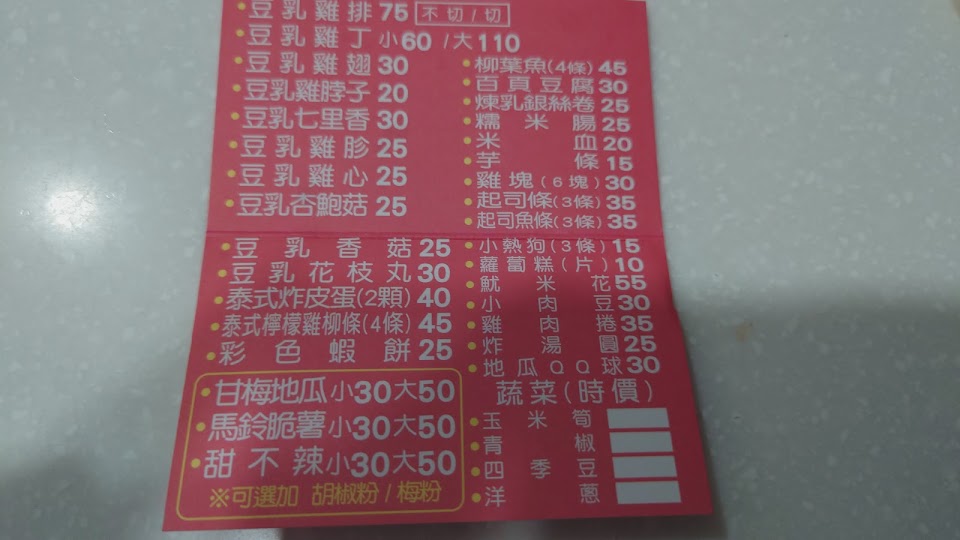 豆乳雞排 75 不切/切
豆乳雞丁 小60 /大110
豆乳雞翅 30
豆乳雞脖子 20
豆乳七里香 30
豆乳雞胗 25
豆乳雞心 25
豆乳杏鮑菇 25
豆乳香菇 25
豆乳花枝丸 30
泰式炸皮蛋(2顆) 40
泰式檸檬雞柳條(4條) 45
彩色蝦餅 25
甘梅地瓜 小30大50
馬鈴脆薯 小30大50
甜不辣 小30大50
※可選加 胡椒粉 / 梅粉
柳葉魚(4條) 45
百頁豆腐 30
煉乳銀絲卷 25
糯米腸 25
米血 20
芋條 15
雞塊(6塊) 30
起司條(3條) 35
起司魚條(3條) 35
小熱狗(3條) 15
蘿蔔糕(片) 10
魷米花 55
小肉豆 30
雞肉捲 35
炸湯圓 25
地瓜QQ球 30
蔬菜(時價)
玉米筍
青椒
四季豆
洋蔥